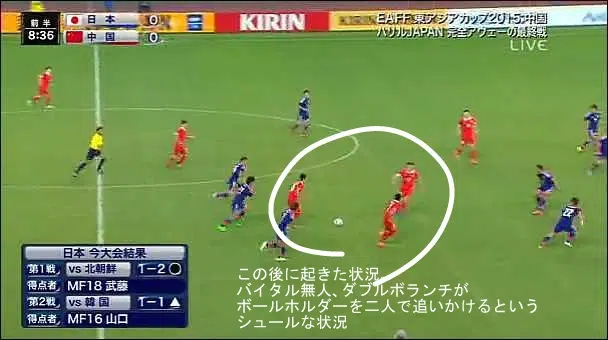 前半
8:36
日本 0
中国 0
EAFF 東アジアカップ2015:中国
ハリルJAPAN 完全アウェーの最終戦
LIVE
22
日本 今大会結果
第1戦 vs 北朝鮮 1-2 ●
得点者 MF18 武藤
第2戦 vs 韓国 1-1 ▲
得点者 MF16 山口
この後に起きた状況。
バイタル無人、ダブルボランチが
ボールホルダーを二人で追いかけるという
シュールな状況